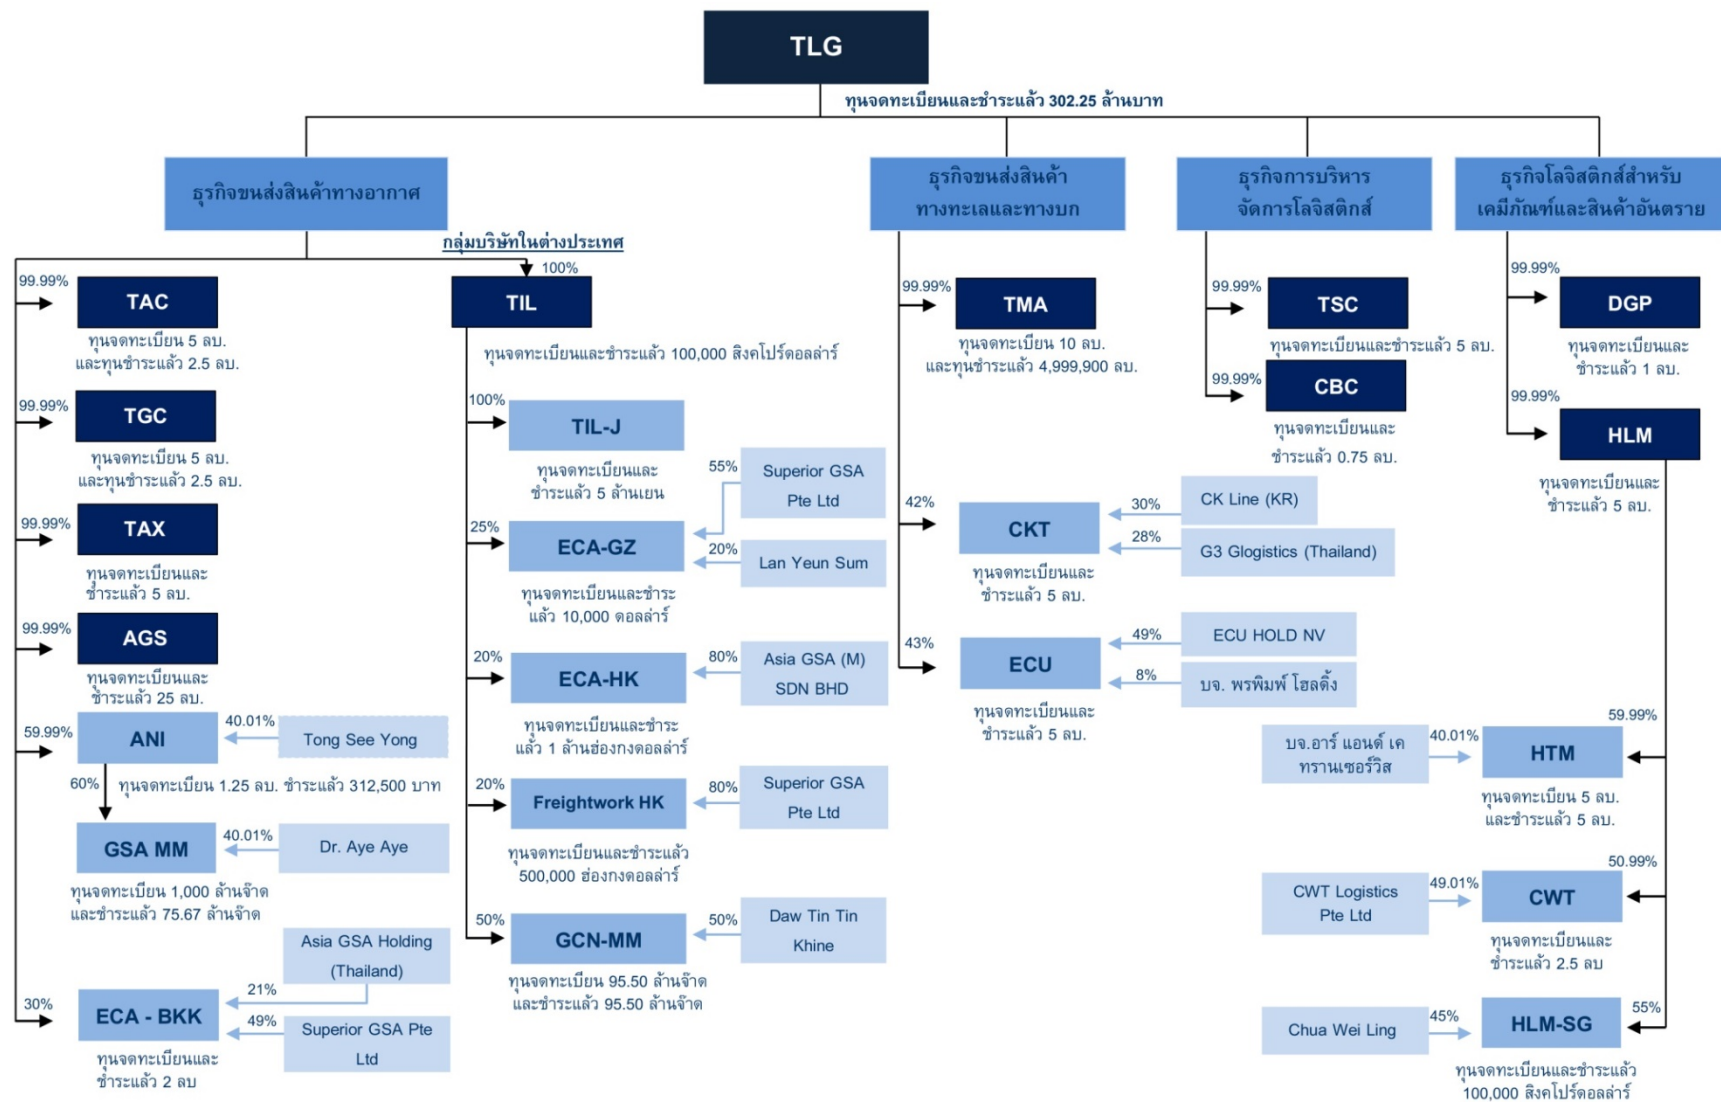 TLG
ทุนจดทะเบียนและชำระแล้ว 302.25 ล้านบาท
ธุรกิจขนส่งสินค้าทางอากาศ
กลุ่มบริษัทในต่างประเทศ
99.99%
TAC
ทุนจดทะเบียน 5 ลบ.
และทุนชำระแล้ว 2.5 ลบ.
99.99%
TGC
ทุนจดทะเบียน 5 ลบ.
และทุนชำระแล้ว 2.5 ลบ.
99.99%
TAX
ทุนจดทะเบียนและ
ชำระแล้ว 5 ลบ.
99.99%
AGS
ทุนจดทะเบียนและ
ชำระแล้ว 25 ลบ.
59.99%
ANI
40.01%
Tong See Yong
60%
ทุนจดทะเบียน 1.25 ลบ. ชำระแล้ว 312,500 บาท
GSA MM
40.01%
Dr. Aye Aye
ทุนจดทะเบียน 1,000 ล้านจ๊าด
และชำระแล้ว 75.67 ล้านจ๊าด
30%
ECA - BKK
Asia GSA Holding
(Thailand)
21%
49%
Superior GSA Pte
Ltd
ทุนจดทะเบียนและ
ชำระแล้ว 2 ลบ
100%
TIL
ทุนจดทะเบียนและชำระแล้ว 100,000 สิงคโปร์ดอลล่าร์
100%
TIL-J
ทุนจดทะเบียนและ
ชำระแล้ว 5 ล้านเยน
25%
ECA-GZ
55%
Superior GSA
Pte Ltd
20%
Lan Yeun Sum
ทุนจดทะเบียนและชำระ
แล้ว 10,000 ดอลล่าร์
20%
ECA-HK
80%
Asia GSA (M)
SDN BHD
ทุนจดทะเบียนและชำระ
แล้ว 1 ล้านฮ่องกงดอลล่าร์
20%
Freightwork HK
80%
Superior GSA
Pte Ltd
ทุนจดทะเบียนและชำระแล้ว
500,000 ฮ่องกงดอลล่าร์
50%
GCN-MM
50%
Daw Tin Tin
Khine
ทุนจดทะเบียน 95.50 ล้านจ๊าด
และชำระแล้ว 95.50 ล้านจ๊าด
ธุรกิจขนส่งสินค้า
ทางทะเลและทางบก
99.99%
TMA
ทุนจดทะเบียน 10 ลบ.
และทุนชำระแล้ว 4,999,900 ลบ.
42%
CKT
30%
CK Line (KR)
28%
G3 Glogistics (Thailand)
ทุนจดทะเบียนและ
ชำระแล้ว 5 ลบ.
43%
ECU
49%
ECU HOLD NV
8%
บจ. พรพิมพ์ โฮลดิ้ง
ทุนจดทะเบียนและ
ชำระแล้ว 5 ลบ.
ธุรกิจการบริหาร
จัดการโลจิสติกส์
99.99%
TSC
ทุนจดทะเบียนและชำระแล้ว 5 ลบ.
99.99%
CBC
ทุนจดทะเบียนและ
ชำระแล้ว 0.75 ลบ.
ธุรกิจโลจิสติกส์สำหรับ
เคมีภัณฑ์และสินค้าอันตราย
99.99%
DGP
ทุนจดทะเบียนและ
ชำระแล้ว 1 ลบ.
99.99%
HLM
ทุนจดทะเบียนและ
ชำระแล้ว 5 ลบ.
59.99%
HTM
40.01%
บจ.อาร์ แอนด์ เค
ทรานเซอร์วิส
ทุนจดทะเบียน 5 ลบ.
และชำระแล้ว 5 ลบ.
50.99%
CWT
49.01%
CWT Logistics
Pte Ltd
ทุนจดทะเบียนและ
ชำระแล้ว 2.5 ลบ
55%
HLM-SG
45%
Chua Wei Ling
ทุนจดทะเบียนและชำระแล้ว
100,000 สิงคโปร์ดอลล่าร์